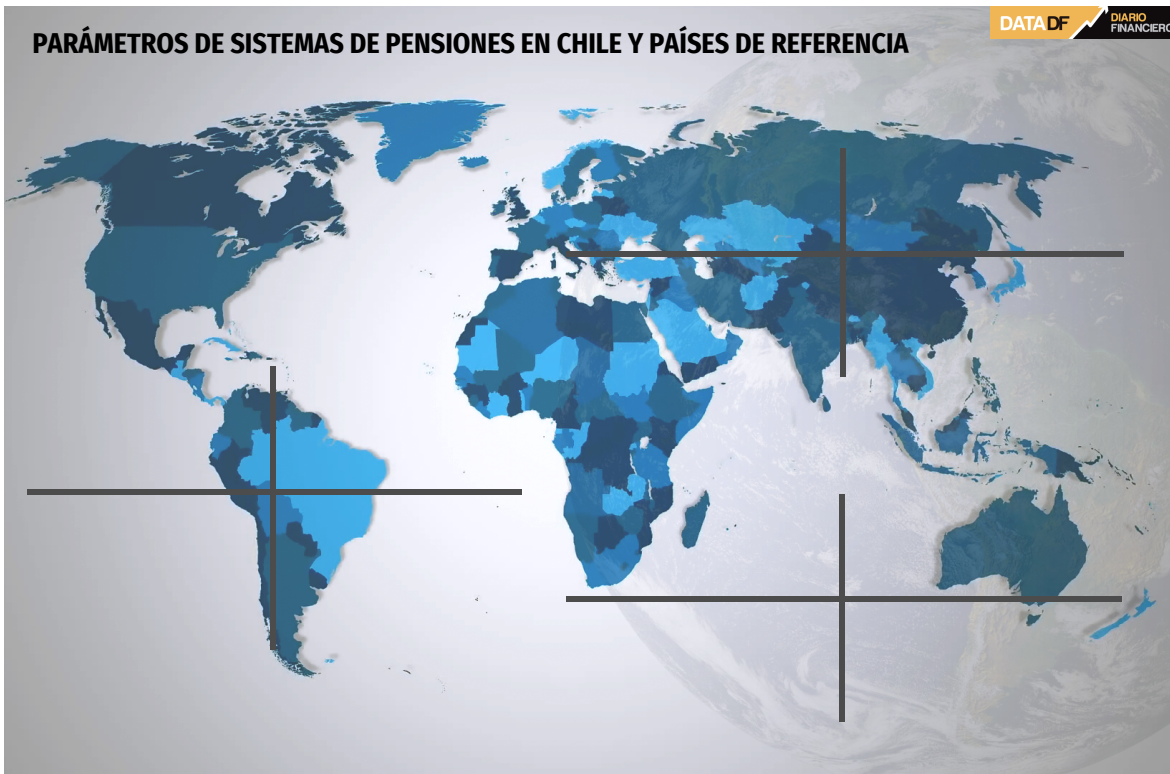 PARÁMETROS DE SISTEMAS DE PENSIONES EN CHILE Y PAÍSES DE REFERENCIA
DATA DF
DIARIO
FINANCIERO